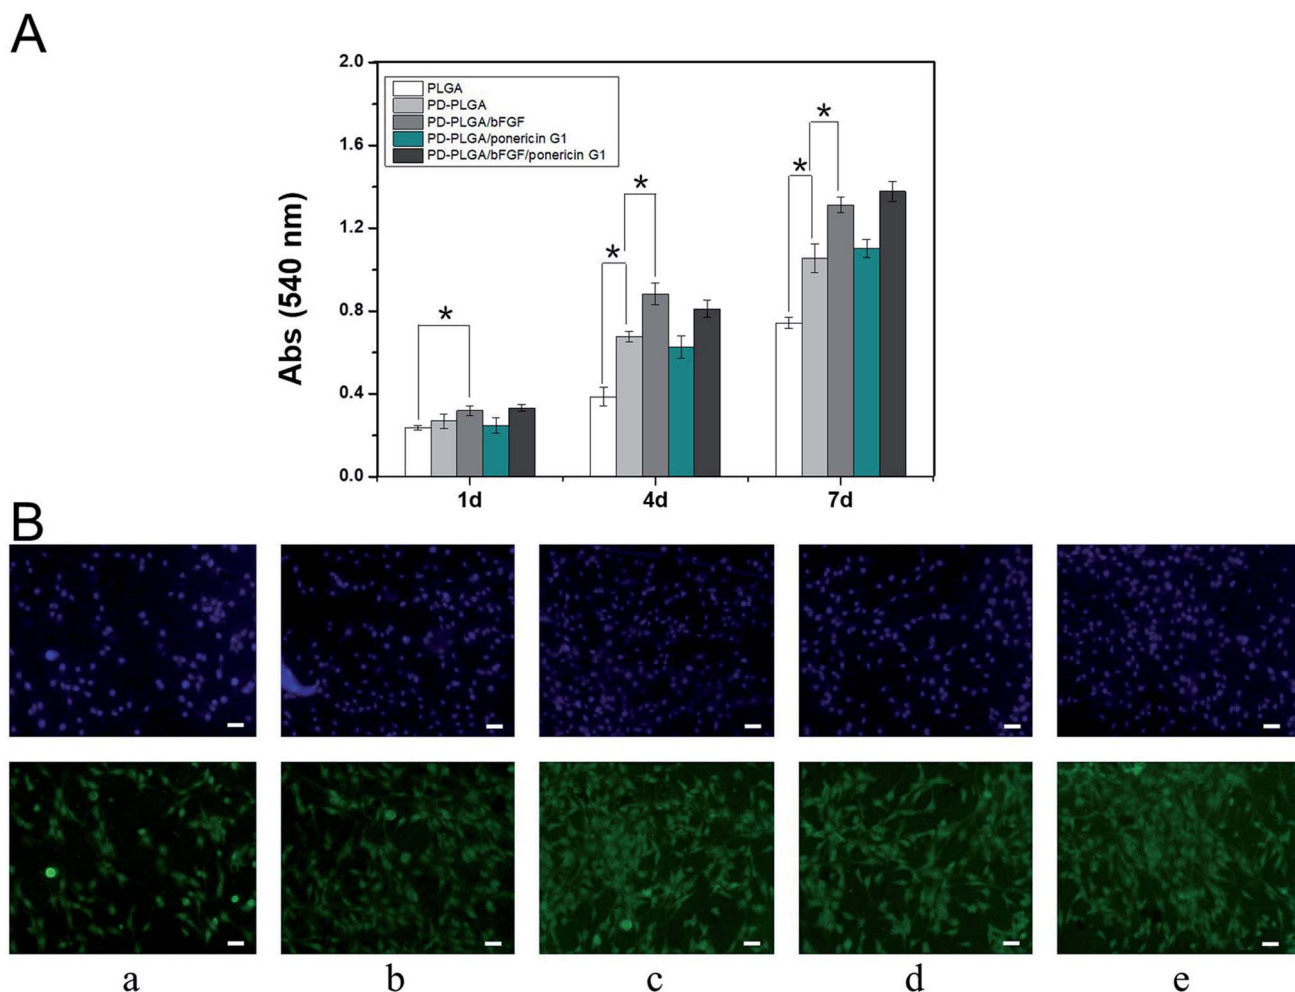 A
Abs (540 nm)
2.0
1.6
1.2
0.8
0.4
0.0
PLGA
PD-PLGA
PD-PLGA/bFGF
PD-PLGA/ponericin G1
PD-PLGA/bFGF/ponericin G1
*
*
*
*
*
1d 4d 7d
B
a b c d e